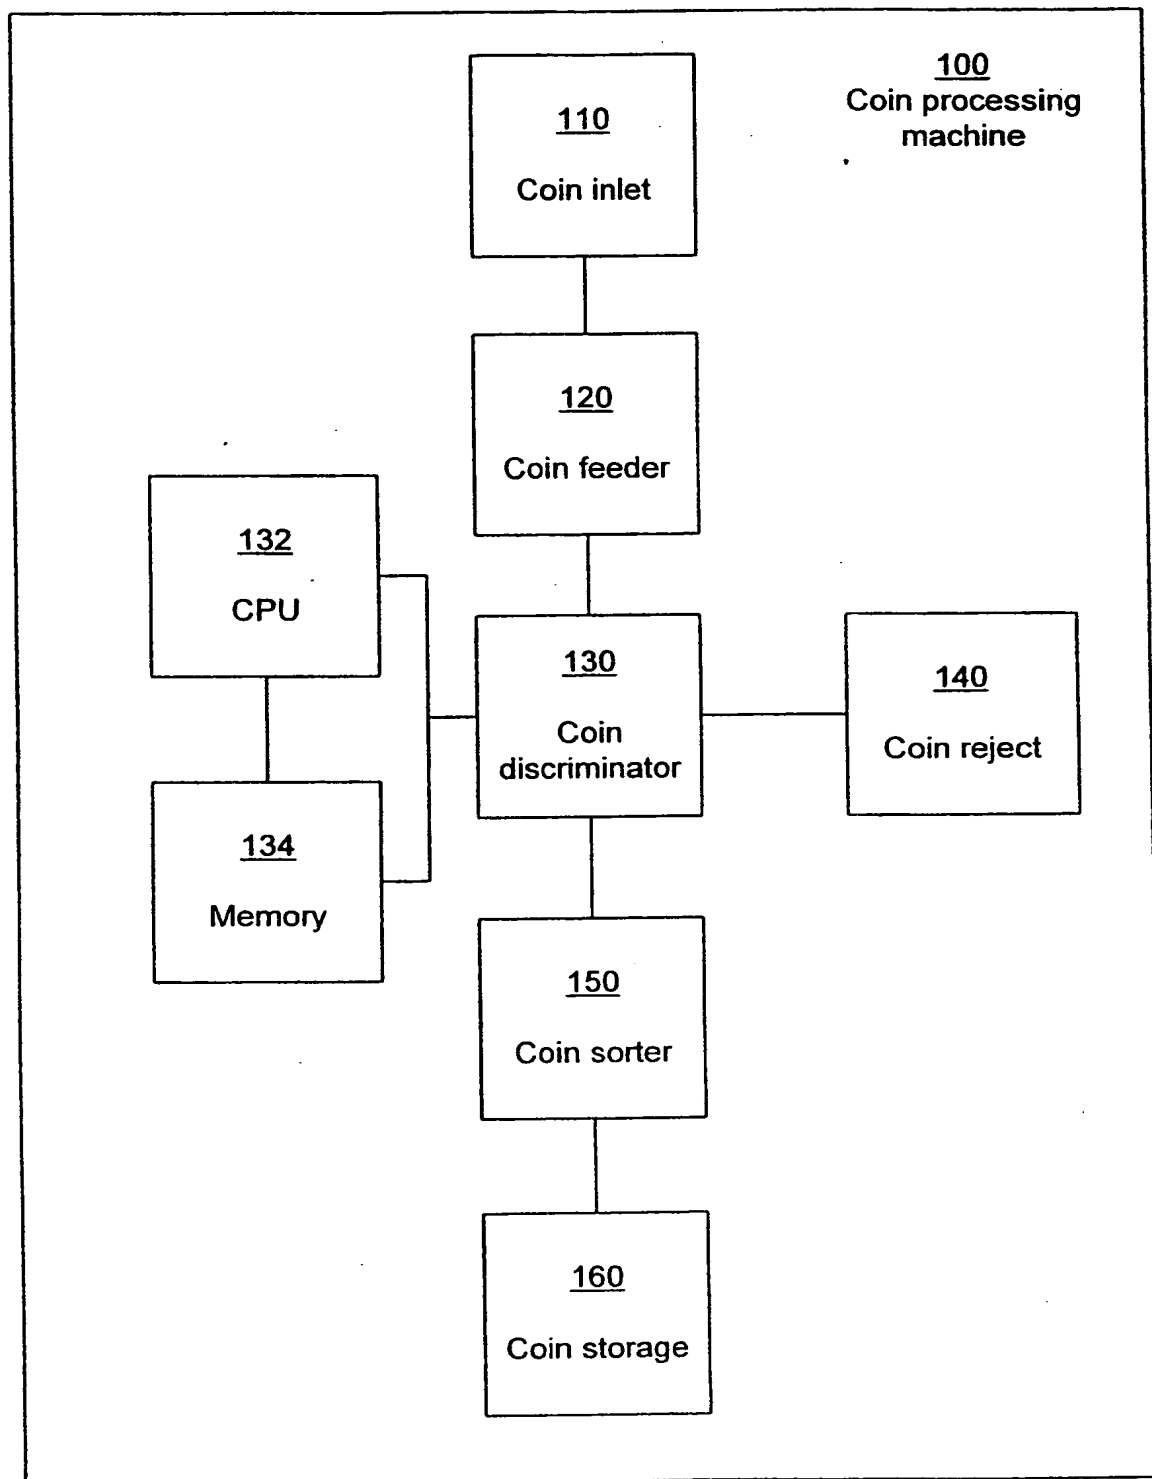 100
Coin processing
machine
110
Coin inlet
120
Coin feeder
132
CPU
130
Coin
discriminator
140
Coin reject
134
Memory
150
Coin sorter
160
Coin storage